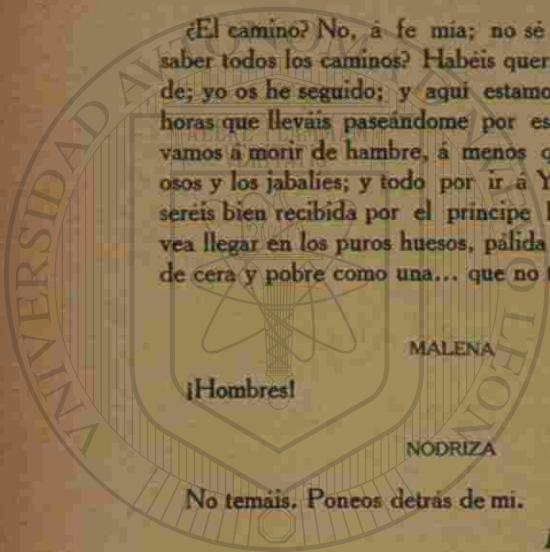 ¿El camino? No, á fe mía; no sé
saber todos los caminos? Habéis quer
de; yo os he seguido; y aquí estamo
horas que lleváis paseándome por es
vamos á morir de hambre, á menos q
osos y los jabalíes; y todo por ir á Y
seréis bien recibida por el príncipe
vea llegar en los puros huesos, pálida
de cera y pobre como una... que no
MALENA
¡Hombres!
NODRIZA
No temáis. Poneos detrás de mí.